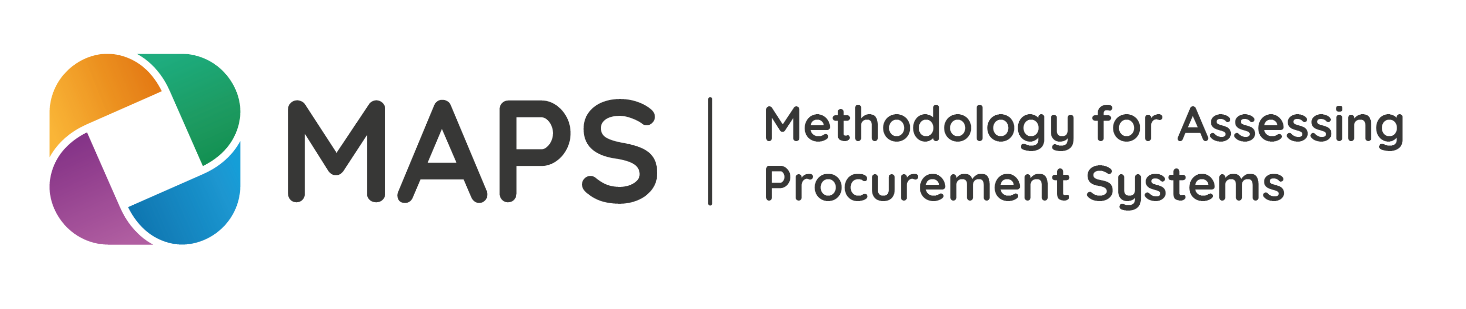 MAPS
Methodology for Assessing
Procurement Systems